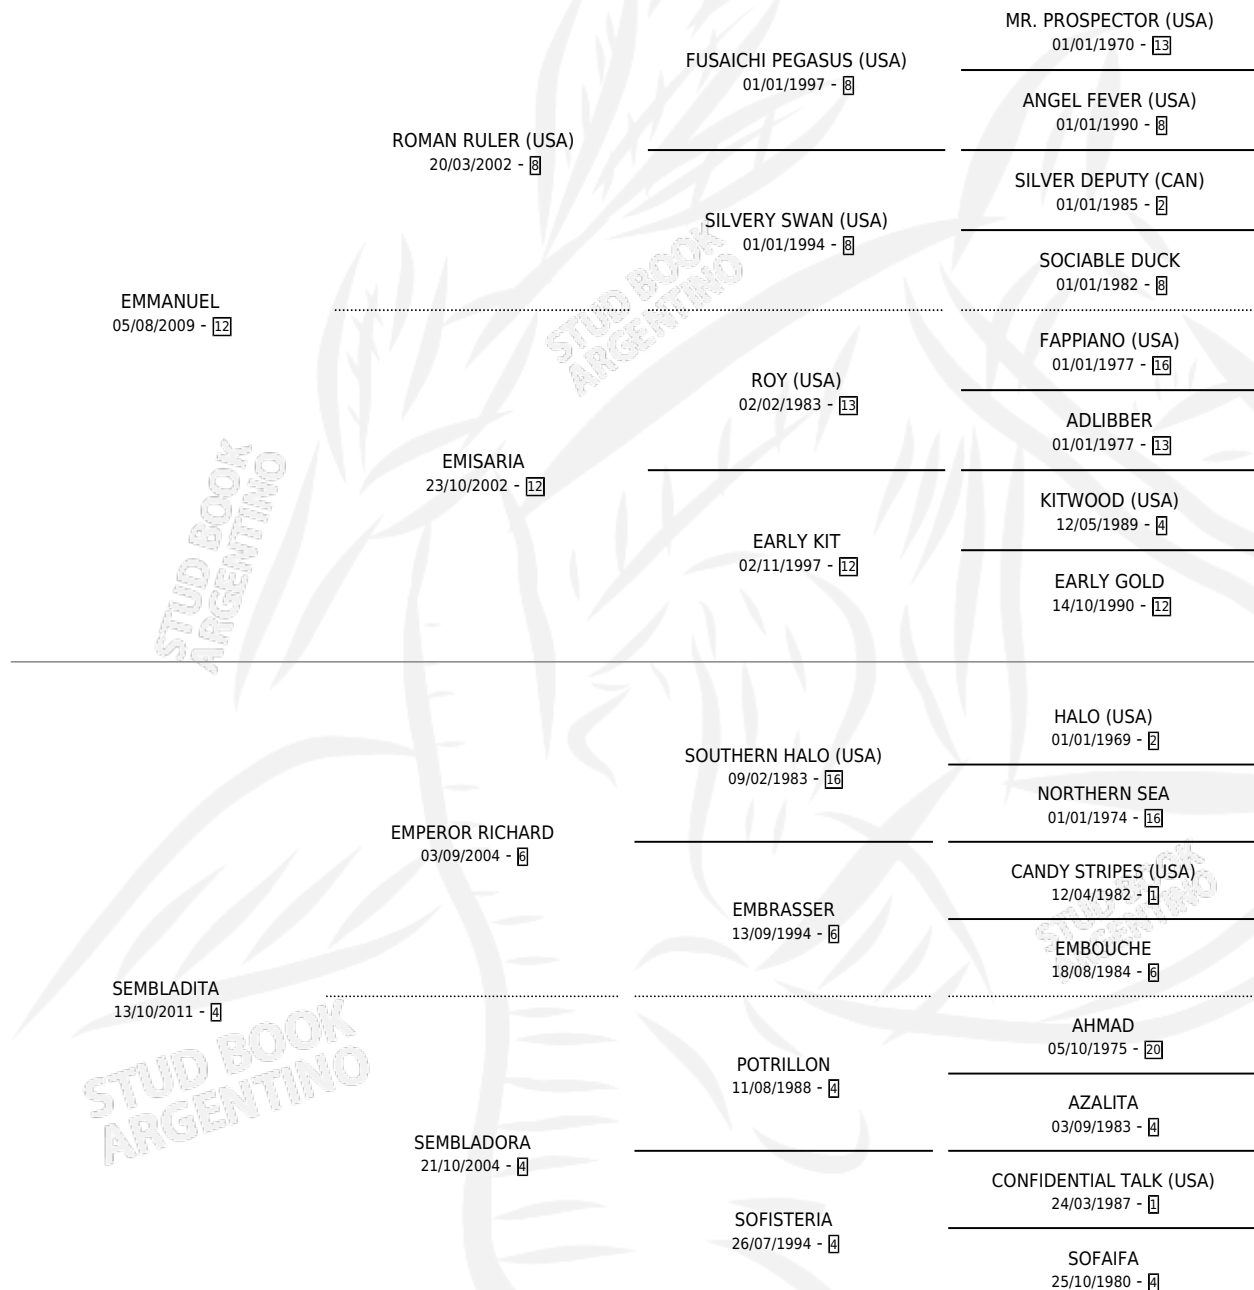 MR. PROSPECTOR (USA)
01/01/1970 - 13
FUSAICHI PEGASUS (USA)
01/01/1997 - 8
ANGEL FEVER (USA)
01/01/1990 - 8
ROMAN RULER (USA)
20/03/2002 - 8
SILVER DEPUTY (CAN)
01/01/1985 - 2
SILVERY SWAN (USA)
01/01/1994 - 8
SOCIABLE DUCK
01/01/1982 - 8
EMMANUEL
05/08/2009 - 12
STUD BOOK
ARGENTINO
FAPPIANO (USA)
01/01/1977 - 16
ROY (USA)
02/02/1983 - 13
ADLIBBER
01/01/1977 - 13
EMISARIA
23/10/2002 - 12
KITWOOD (USA)
12/05/1989 - 4
EARLY KIT
02/11/1997 - 12
EARLY GOLD
14/10/1990 - 12
STUD BOOK
ARGENTINO
HALO (USA)
01/01/1969 - 2
SOUTHERN HALO (USA)
09/02/1983 - 16
NORTHERN SEA
01/01/1974 - 16
EMPEROR RICHARD
03/09/2004 - 6
CANDY STRIPES (USA)
12/04/1982 - 1
EMBRASSER
13/09/1994 - 6
STUD BOOK
ARGENTINO
EMBOUCHE
18/08/1984 - 6
SEMBLADITA
13/10/2011 - 4
STUD BOOK
ARGENTINO
AHMAD
05/10/1975 - 20
POTRILLON
11/08/1988 - 4
AZALITA
03/09/1983 - 4
SEMBLADORA
21/10/2004 - 4
CONFIDENTIAL TALK (USA)
24/03/1987 - 1
SOFISTERIA
26/07/1994 - 4
SOFAIFA
25/10/1980 - 4